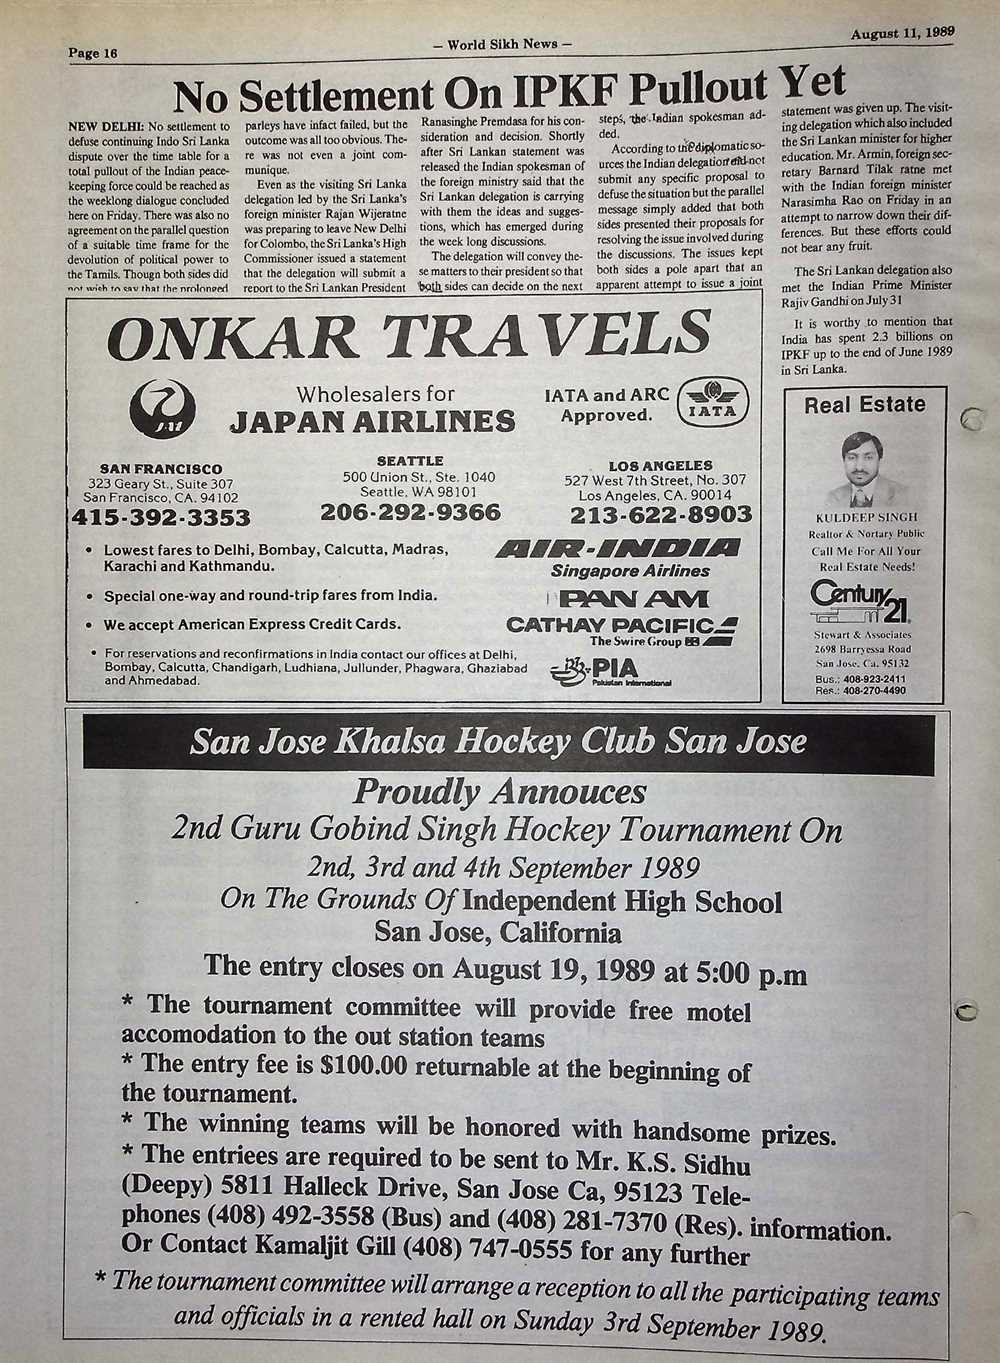 Page 16
– World Sikh News –
August 11, 1989
No Settlement On IPKF Pullout Yet
NEW DELHI: No settlement to
defuse continuing Indo Sri Lanka
dispute over the time table for a
total pullout of the Indian peace-
keeping force could be reached as
the weeklong dialogue concluded
here on Friday. There was also no
agreement on the parallel question
of a suitable time frame for the
devolution of political power to
the Tamils. Though both sides did
not wish to say that the prolonged
parleys have infact failed, but the
outcome was all too obvious. The-
re was not even a joint com-
munique.
Even as the visiting Sri Lanka
delegation led by the Sri Lanka's
foreign minister Rajan Wijeratne
was preparing to leave New Delhi
for Colombo, the Sri Lanka's High
Commissioner issued a statement
that the delegation will submit a
report to the Sri Lankan President
Ranasinghe Premdasa for his con-
sideration and decision. Shortly
after Sri Lankan statement was
released the Indian spokesman of
the foreign ministry said that the
Sri Lankan delegation is carrying
with them the ideas and sugges-
tions, which has emerged during
the week long discussions.
The delegation will convey the-
se matters to their president so that
both sides can decide on the next
steps, the Indian spokesman ad-
ded.
According to the diplomatic so-
urces the Indian delegation did not
submit any specific proposal to
defuse the situation but the parallel
message simply added that both
sides presented their proposals for
resolving the issue involved during
the discussions. The issues kept
both sides a pole apart that an
apparent attempt to issue a joint
statement was given up. The visit-
ing delegation which also included
the Sri Lankan minister for higher
education. Mr. Armin, foreign sec-
retary Barnard Tilak ratne met
with the Indian foreign minister
Narasimha Rao on Friday in an
attempt to narrow down their dif-
ferences. But these efforts could
not bear any fruit.
The Sri Lankan delegation also
met the Indian Prime Minister
Rajiv Gandhi on July 31
It is worthy to mention that
India has spent 2.3 billions on
IPKF up to the end of June 1989
in Sri Lanka.
ONKAR TRAVELS
JAL
Wholesalers for
JAPAN AIRLINES
IATA and ARC
Approved.
IATA
SAN FRANCISCO
323 Geary St., Suite 307
San Francisco, CA. 94102
415-392-3353
SEATTLE
500 Union St., Ste. 1040
Seattle, WA 98101
206-292-9366
LOS ANGELES
527 West 7th Street, No. 307
Los Angeles, CA. 90014
213-622-8903
• Lowest fares to Delhi, Bombay, Calcutta, Madras,
Karachi and Kathmandu.
• Special one-way and round-trip fares from India.
• We accept American Express Credit Cards.
• For reservations and reconfirmations in India contact our offices at Delhi,
Bombay, Calcutta, Chandigarh, Ludhiana, Jullunder, Phagwara, Ghaziabad
and Ahmedabad.
AIR-INDIA
Singapore Airlines
PAN AM
CATHAY PACIFIC
The Swire Group
PIA
Pakistan International
Real Estate
KULDEEP SINGH
Realtor & Nortary Public
Call Me For All Your
Real Estate Needs!
Century 21
Stewart & Associates
2698 Barryessa Road
San Jose, Ca. 95132
Bus.: 408-923-2411
Res.: 408-270-4490
San Jose Khalsa Hockey Club San Jose
Proudly Annouces
2nd Guru Gobind Singh Hockey Tournament On
2nd, 3rd and 4th September 1989
On The Grounds Of Independent High School
San Jose, California
The entry closes on August 19, 1989 at 5:00 p.m
* The tournament committee will provide free motel
accomodation to the out station teams
* The entry fee is $100.00 returnable at the beginning of
the tournament.
* The winning teams will be honored with handsome prizes.
* The entriees are required to be sent to Mr. K.S. Sidhu
(Deepy) 5811 Halleck Drive, San Jose Ca, 95123 Tele-
phones (408) 492-3558 (Bus) and (408) 281-7370 (Res). information.
Or Contact Kamaljit Gill (408) 747-0555 for any further
* The tournament committee will arrange a reception to all the participating teams
and officials in a rented hall on Sunday 3rd September 1989.